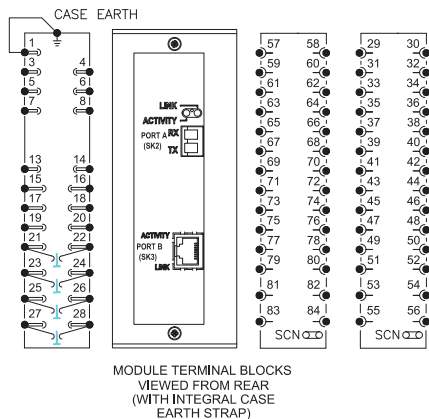 CASE EARTH
1
3 4
5 6
7 8
13 14
15 16
17 18
19 20
21 22
23 24
25 26
27 28
LINK
ACTIVITY
PORT A RX
(SK2)
TX
ACTIVITY
PORT B
(SK3)
LINK
57 58
59 60
61 62
63 64
65 66
67 68
69 70
71 72
73 74
75 76
77 78
79 80
81 82
83 84
SCN
29 30
31 32
33 34
35 36
37 38
39 40
41 42
43 44
45 46
47 48
49 50
51 52
53 54
55 56
SCN
MODULE TERMINAL BLOCKS
VIEWED FROM REAR
(WITH INTEGRAL CASE
EARTH STRAP)